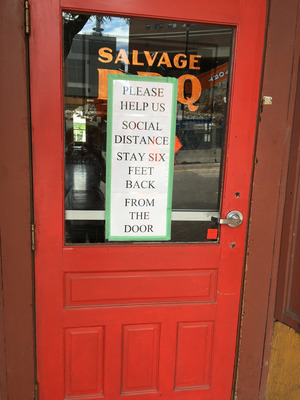 SALVAGE
BBQ
PLEASE
HELP US
SOCIAL
DISTANCE
STAY SIX
FEET
BACK
FROM
THE
DOOR